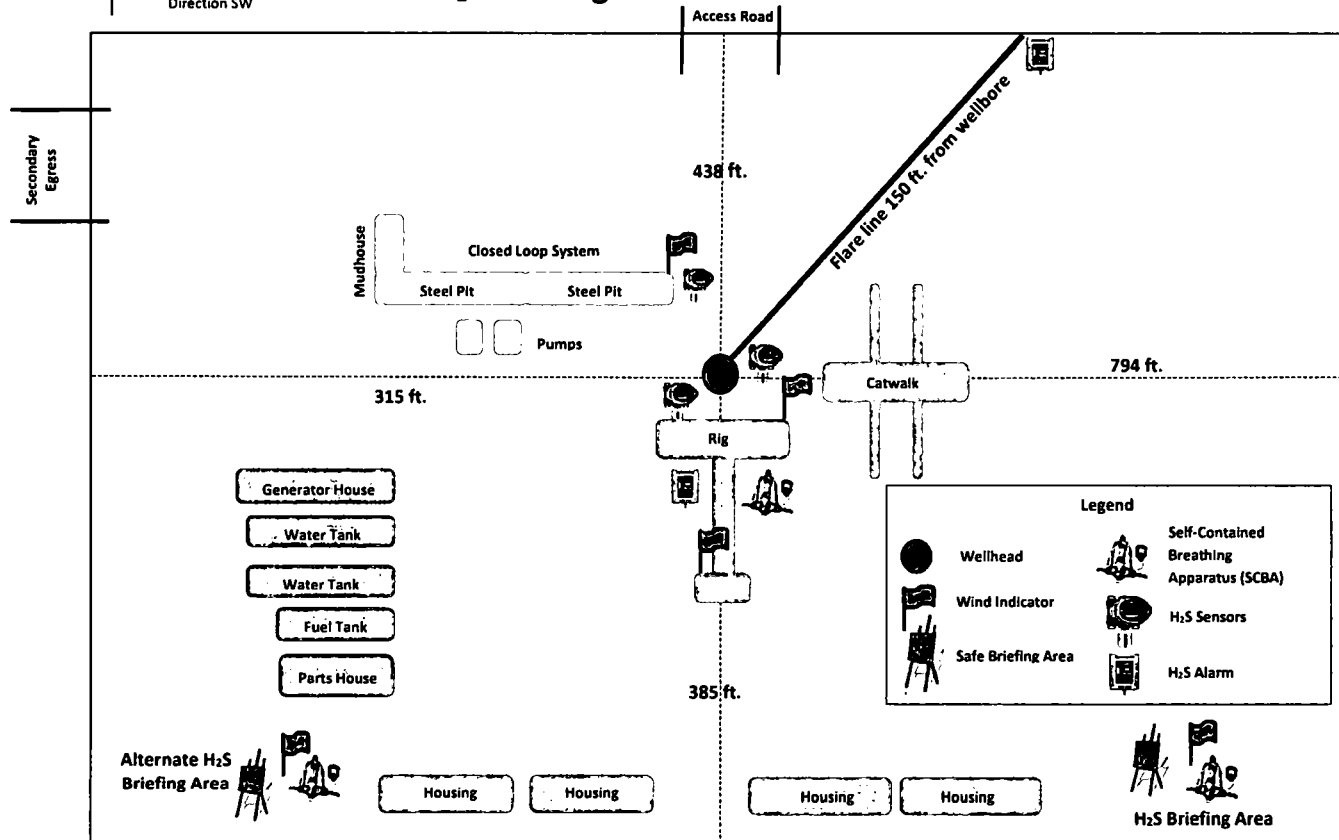 Direction SW
Access Road
Secondary
Egress
438 ft.
Flare line 150 ft. from wellbore
Mudhouse
Closed Loop System
Steel Pit
Steel Pit
Pumps
794 ft.
315 ft.
Catwalk
Rig
Generator House
Water Tank
Water Tank
Fuel Tank
Parts House
Legend
Wellhead
Wind Indicator
Safe Briefing Area
Self-Contained
Breathing
Apparatus (SCBA)
H₂S Sensors
H₂S Alarm
385 ft.
Alternate H₂S
Briefing Area
Housing
Housing
Housing
Housing
H₂S Briefing Area